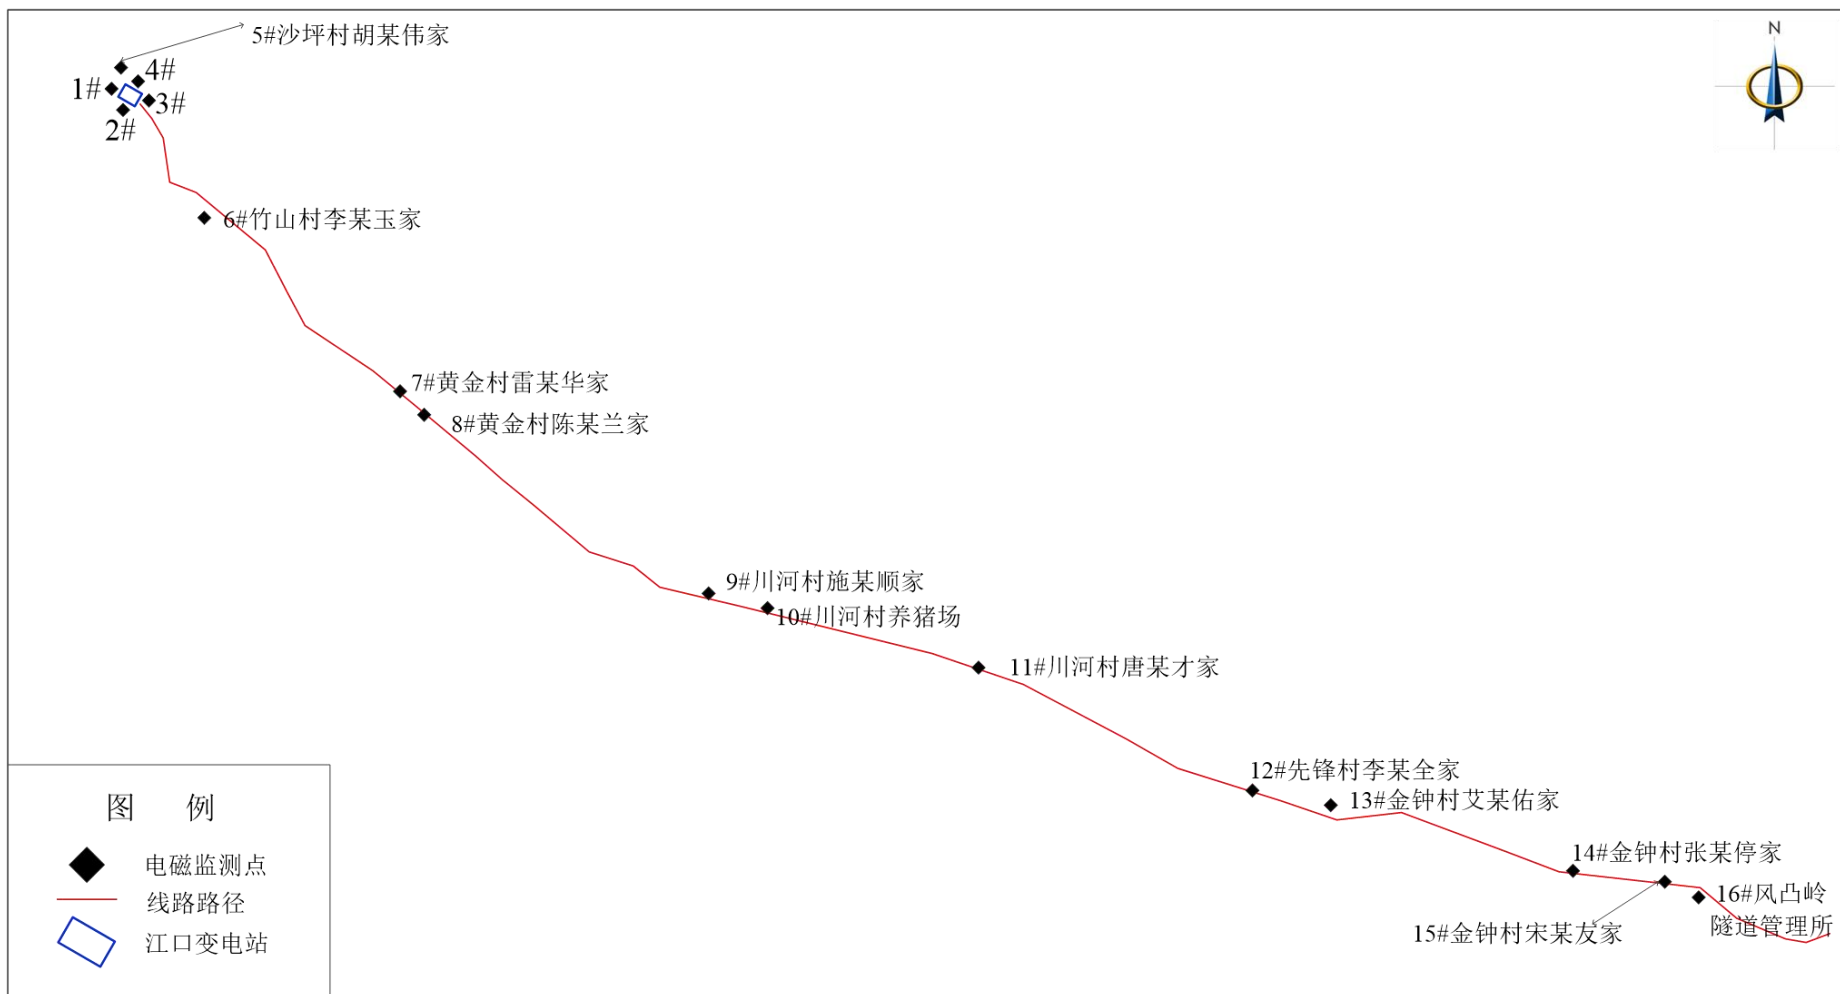 5#沙坪村胡某伟家
N
4#
1#
3#
2#
6#竹山村李某玉家
7#黄金村雷某华家
8#黄金村陈某兰家
9#川河村施某顺家
10#川河村养猪场
11#川河村唐某才家
12#先锋村李某全家
13#金钟村艾某佑家
14#金钟村张某停家
16#风凸岭
隧道管理所
15#金钟村宋某友家
图 例
电磁监测点
线路路径
江口变电站